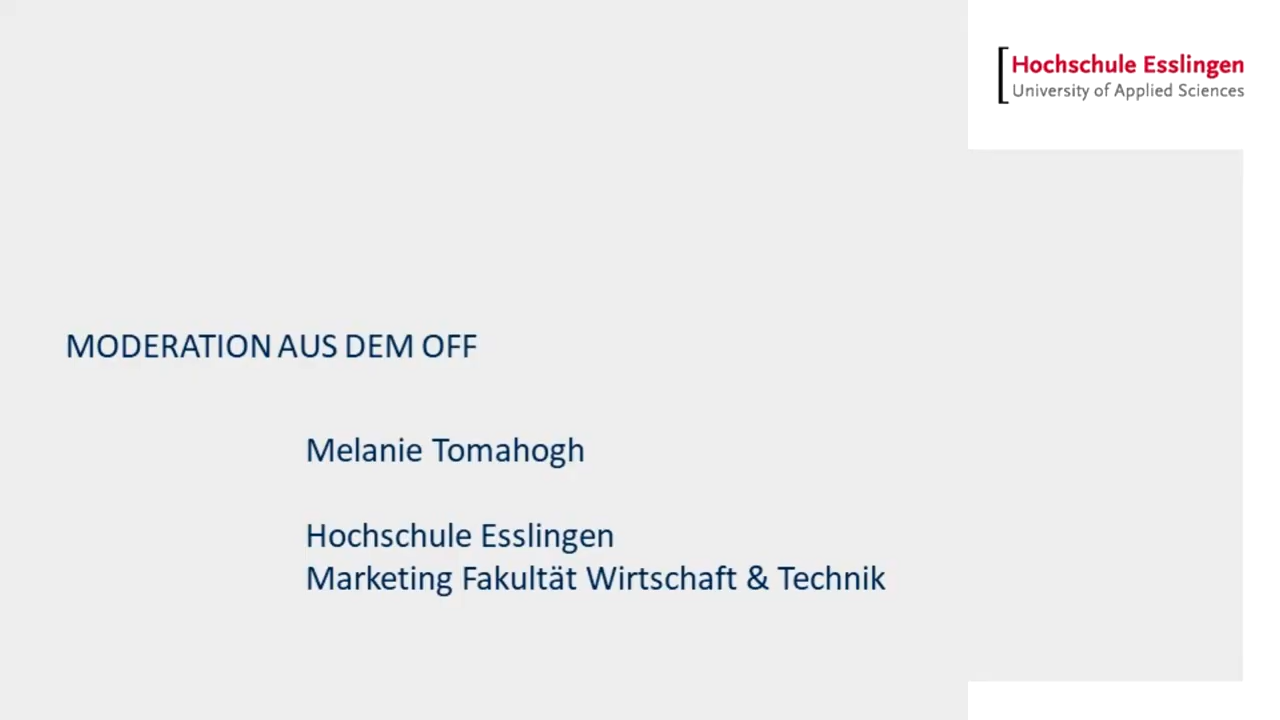 Hochschule Esslingen
University of Applied Sciences
MODERATION AUS DEM OFF
Melanie Tomahogh
Hochschule Esslingen
Marketing Fakultät Wirtschaft & Technik